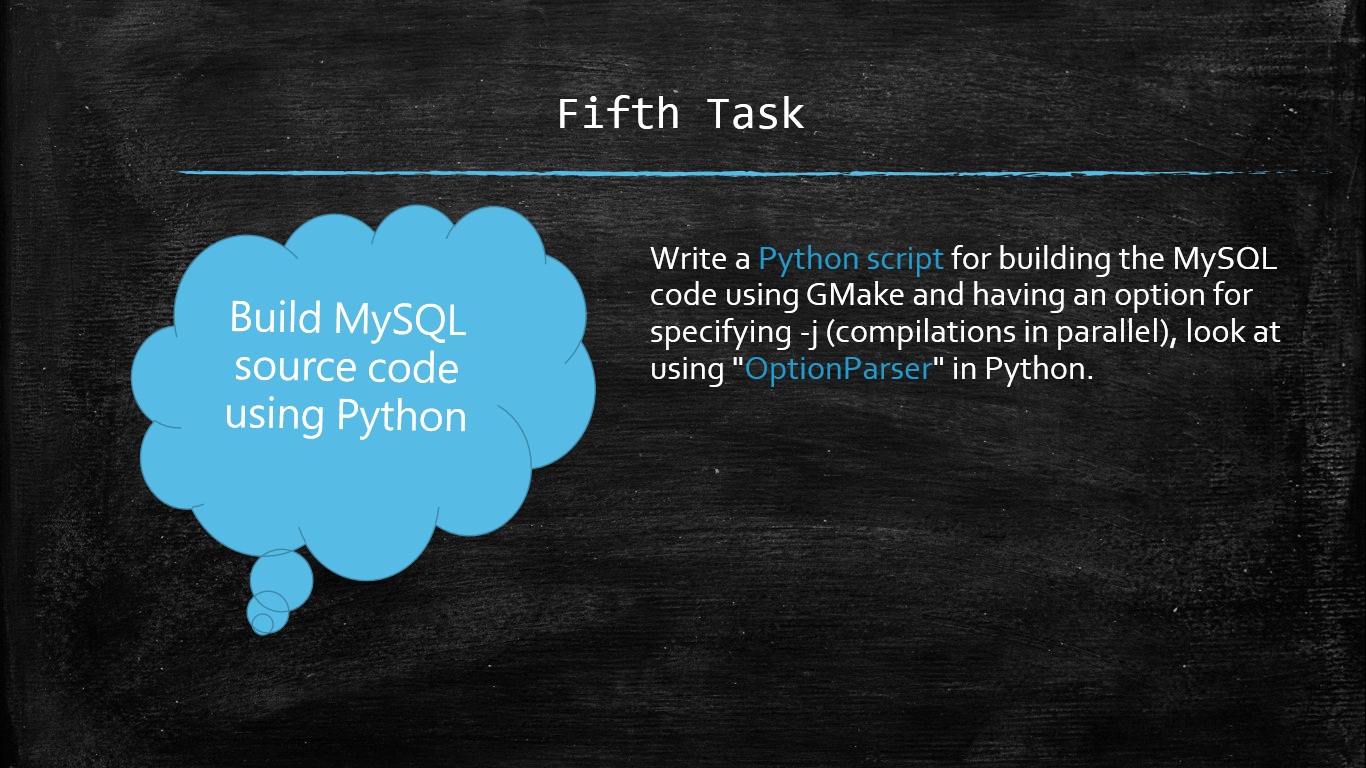 Fifth Task
Build MySQL
source code
using Python
Write a Python script for building the MySQL
code using GMake and having an option for
specifying -j (compilations in parallel), look at
using "OptionParser" in Python.